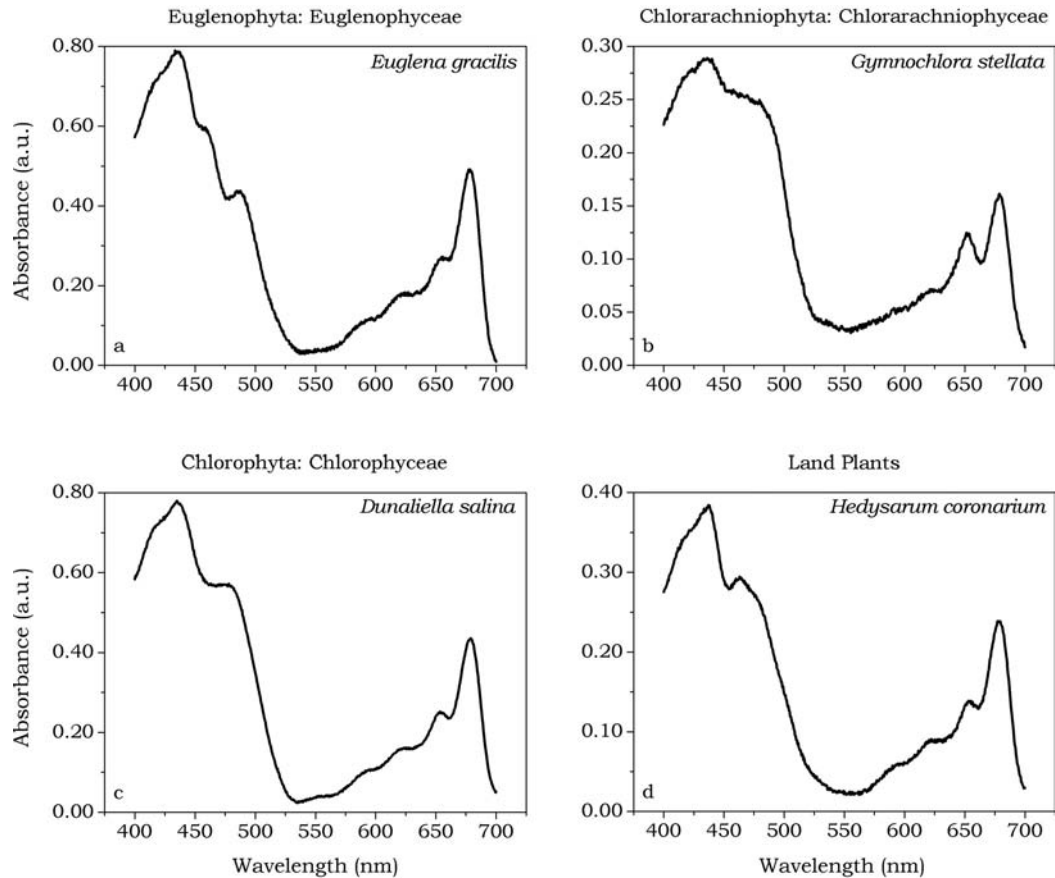 Euglenophyta: Euglenophyceae
Euglena gracilis
0.80
0.60
0.40
0.20
0.00
Absorbance (a.u.)
a
400 450 500 550 600 650 700
Chlorarachniophyta: Chlorarachniophyceae
Gymnochlora stellata
0.30
0.25
0.20
0.15
0.10
0.05
0.00
b
400 450 500 550 600 650 700
Chlorophyta: Chlorophyceae
Dunaliella salina
0.80
0.60
0.40
0.20
0.00
Absorbance (a.u.)
c
400 450 500 550 600 650 700
Wavelength (nm)
Land Plants
Hedysarum coronarium
0.40
0.30
0.20
0.10
0.00
d
400 450 500 550 600 650 700
Wavelength (nm)